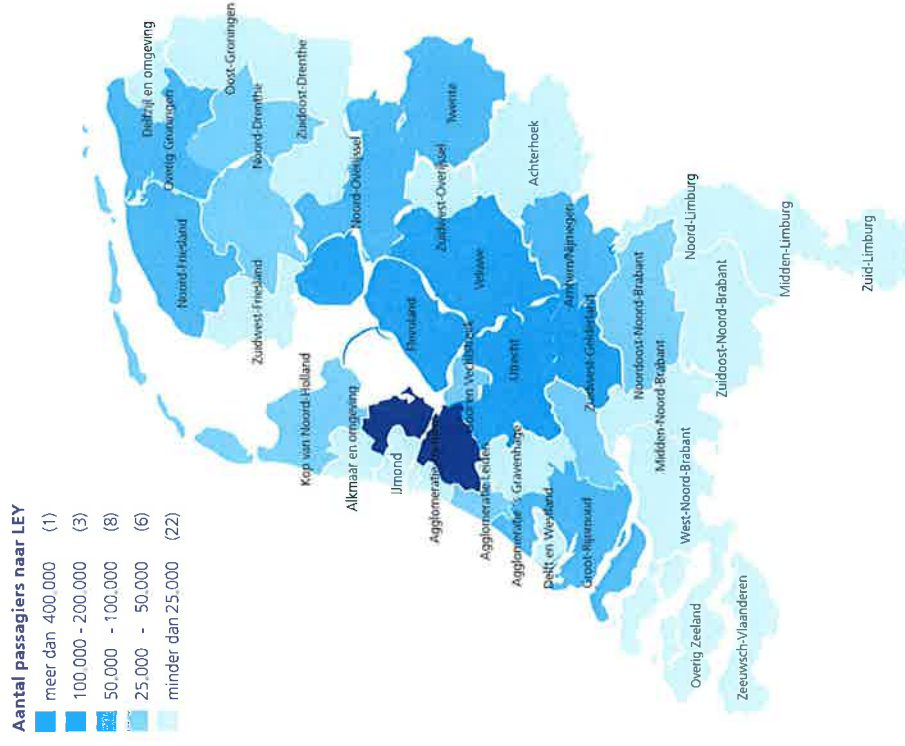 Aantal passagiers naar LEY
meer dan 400.000 (1)
100.000 - 200.000 (3)
50.000 - 100.000 (8)
25.000 - 50.000 (6)
minder dan 25.000 (22)
Delfzijl en omgeving
Oost-Groningen
Overig Groningen
Noord-Drenthe
Zuidoost-Drenthe
Noord-Friesland
Zuidwest-Friesland
Noord-Overijssel
Zuidwest-Overijssel
Twente
Achterhoek
Kop van Noord-Holland
Alkmaar en omgeving
IJmond
Agglomeratie
Flevoland
Veluwe
en Vechtstreek
Utrecht
Arnhem/Nijmegen
Zuidwest-Gelderland
Agglomeratie Leiden
Agglomeratie 's Gravenhage
Delft en Westland
Groot-Rijnmond
Noordoost-Noord-Brabant
Midden-Noord-Brabant
West-Noord-Brabant
Zuidoost-Noord-Brabant
Noord-Limburg
Midden-Limburg
Zuid-Limburg
Overig Zeeland
Zeeuwsch-Vlaanderen